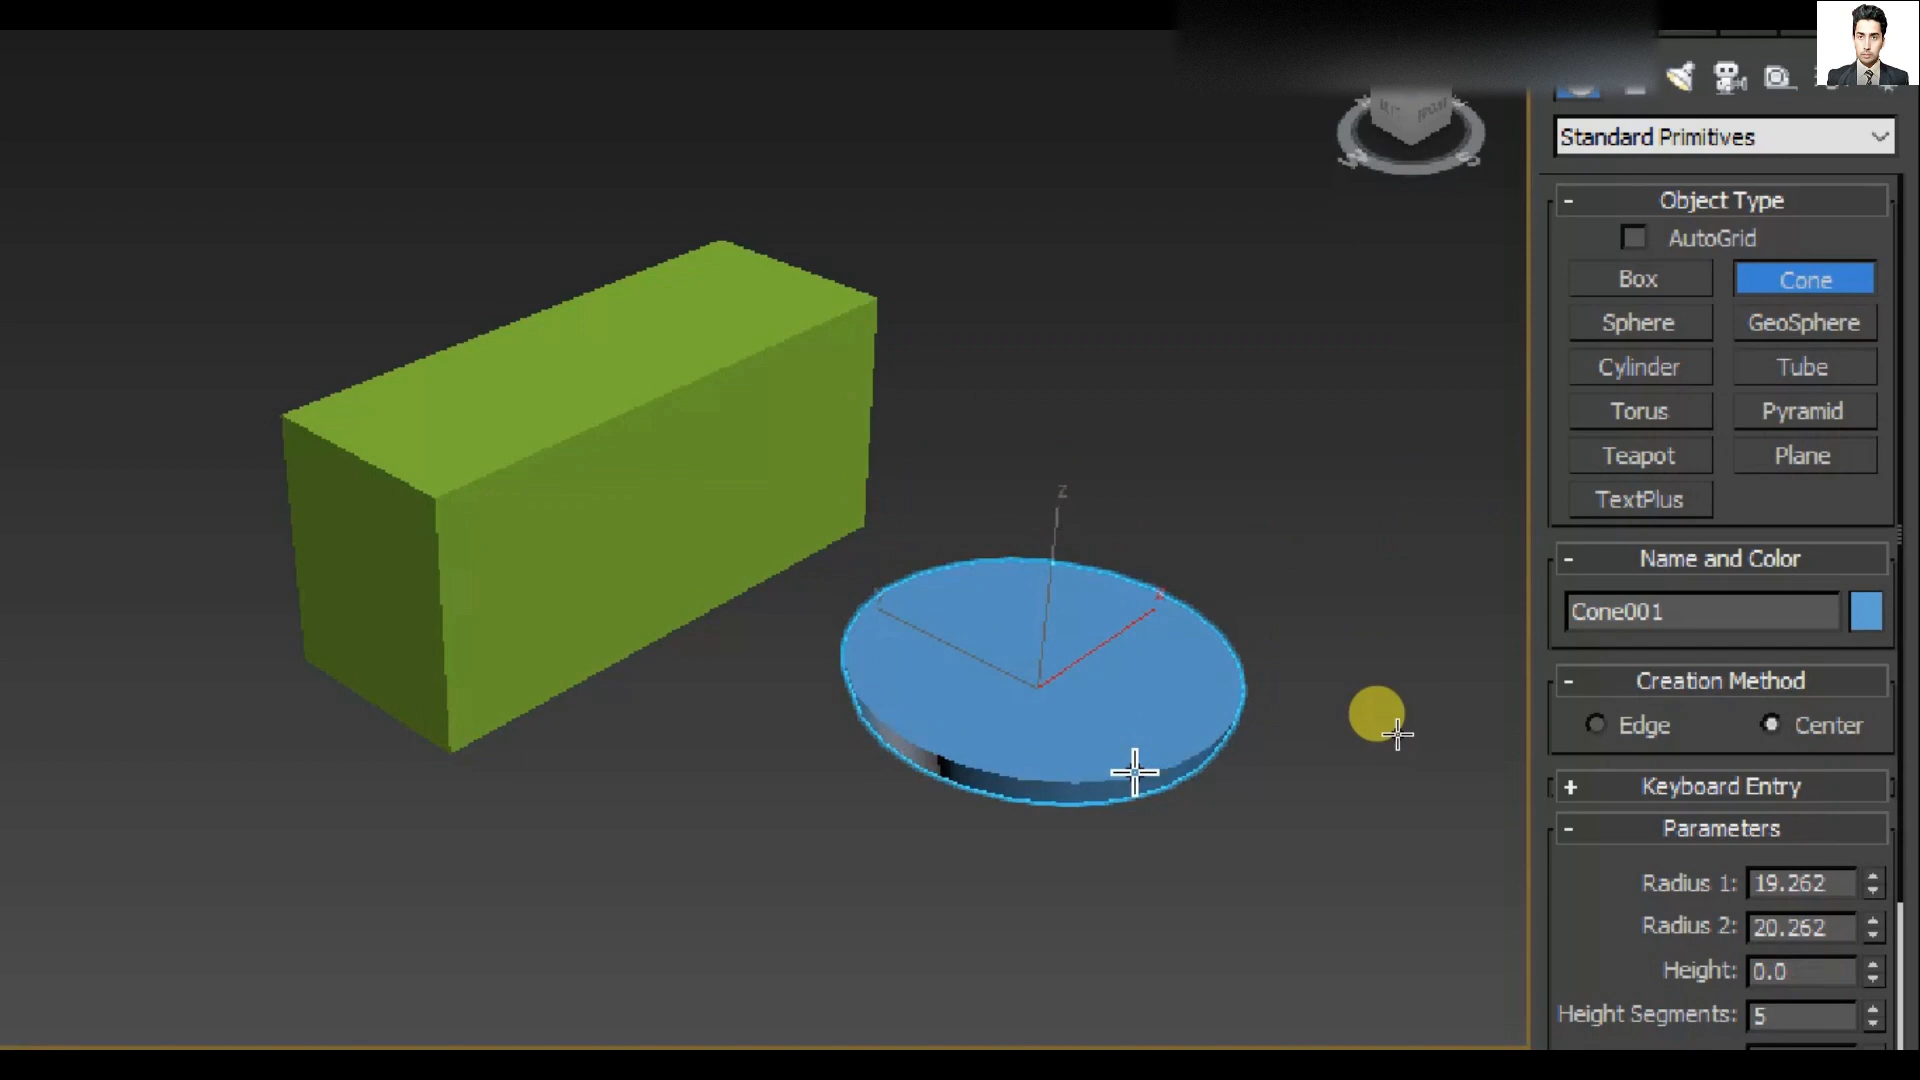 Standard Primitives
- Object Type
AutoGrid
Box Cone
Sphere GeoSphere
Cylinder Tube
Torus Pyramid
Teapot Plane
TextPlus
- Name and Color
Cone001
- Creation Method
Edge Center
+ Keyboard Entry
- Parameters
Radius 1: 19.262
Radius 2: 20.262
Height: 0.0
Height Segments: 5
z